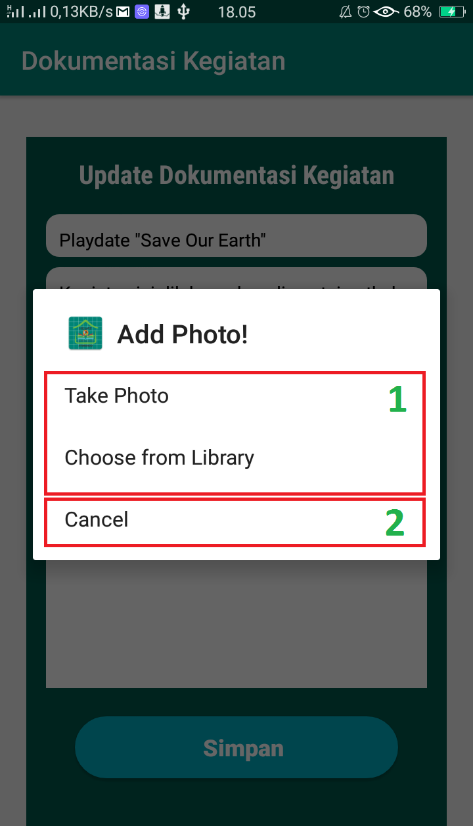 0,13KB/s 18.05 68%
Dokumentasi Kegiatan
Update Dokumentasi Kegiatan
Playdate "Save Our Earth"
Add Photo!
Take Photo 1
Choose from Library
Cancel 2
Simpan